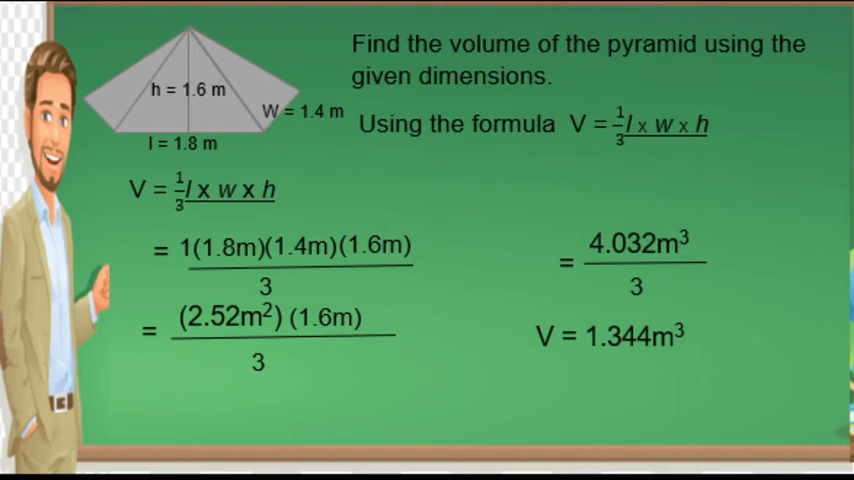 Find the volume of the pyramid using the
given dimensions.
h = 1.6 m
W = 1.4 m
l = 1.8 m
Using the formula V = 1/3 l x w x h
V = 1/3 l x w x h
= 1(1.8m)(1.4m)(1.6m)
3
= (2.52m²) (1.6m)
3
= 4.032m³
3
V = 1.344m³